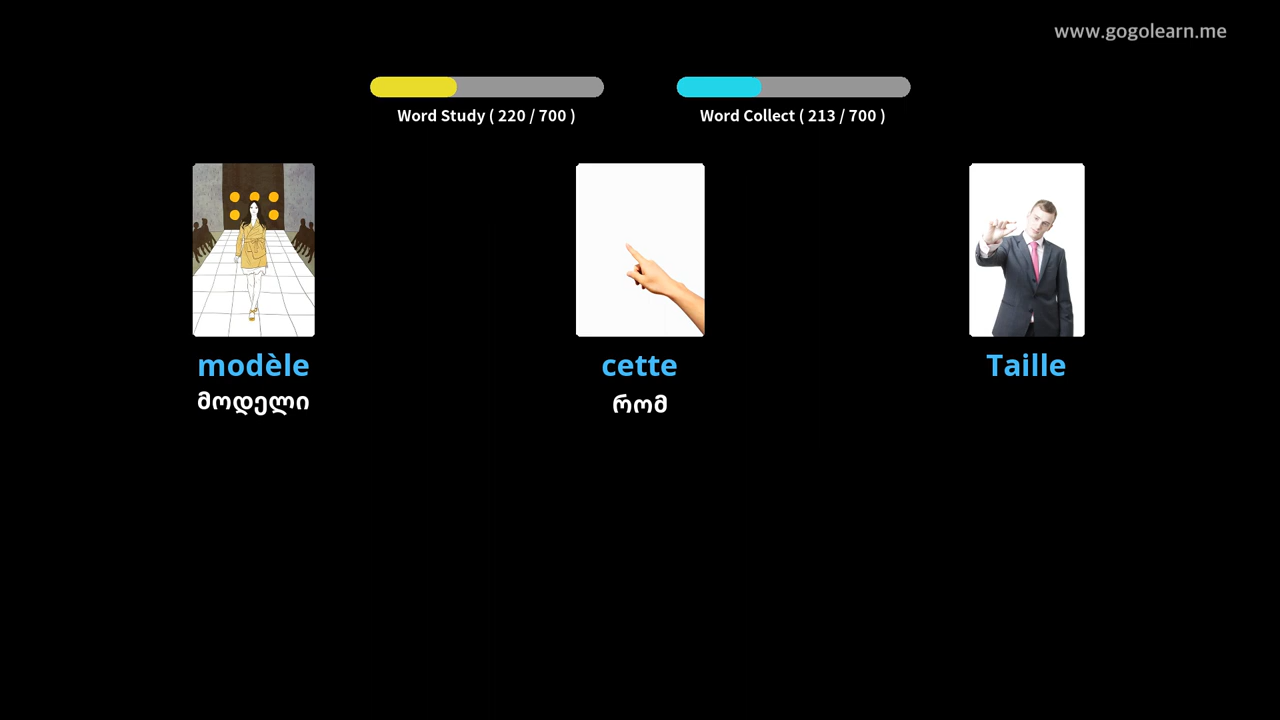 www.gogolearn.me
Word Study ( 220 / 700 )
Word Collect ( 213 / 700 )
modèle
cette
Taille
მოდელი
რომ